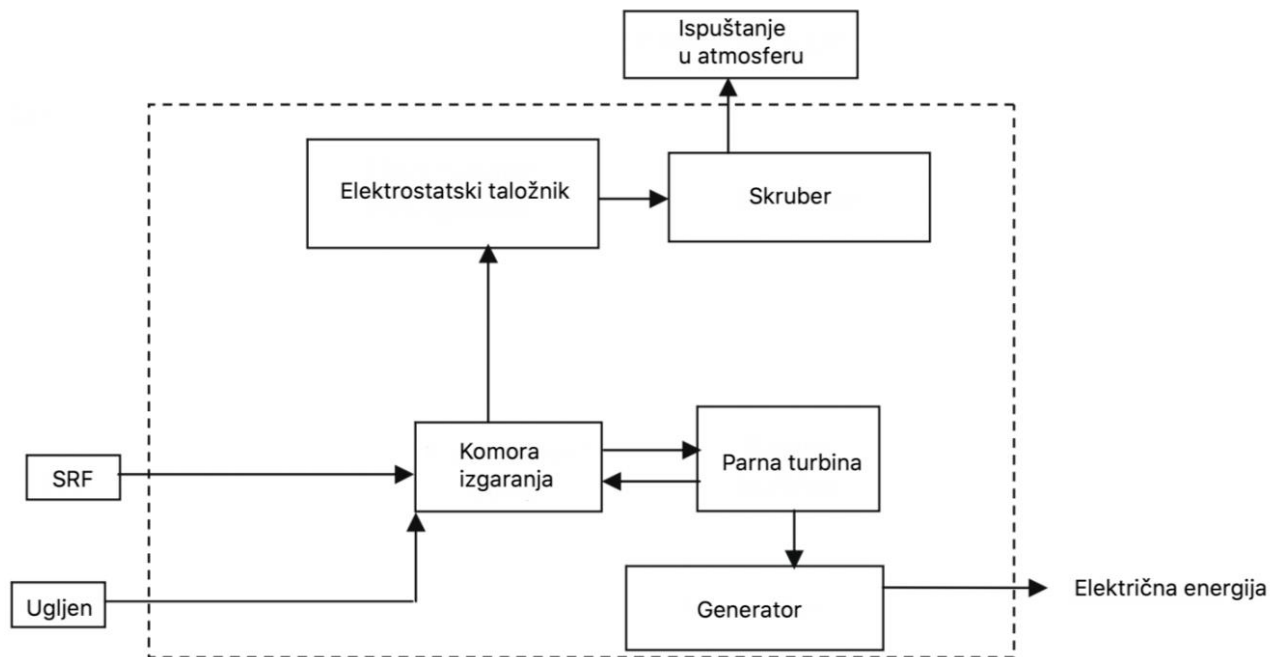 Ispuštanje
u atmosferu
Elektrostatski taložnik
Skruber
Komora
izgaranja
Parna turbina
SRF
Ugljen
Generator
Električna energija